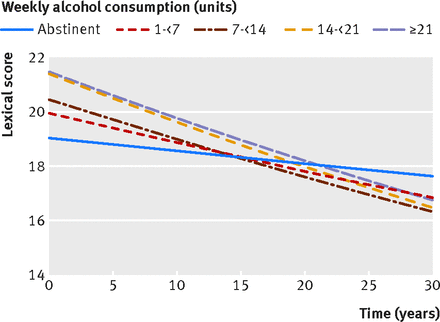 Weekly alcohol consumption (units)
Abstinent 1-<7 7-<14 14-<21 ≥21
Lexical score
22
20
18
16
14
0 5 10 15 20 25 30
Time (years)